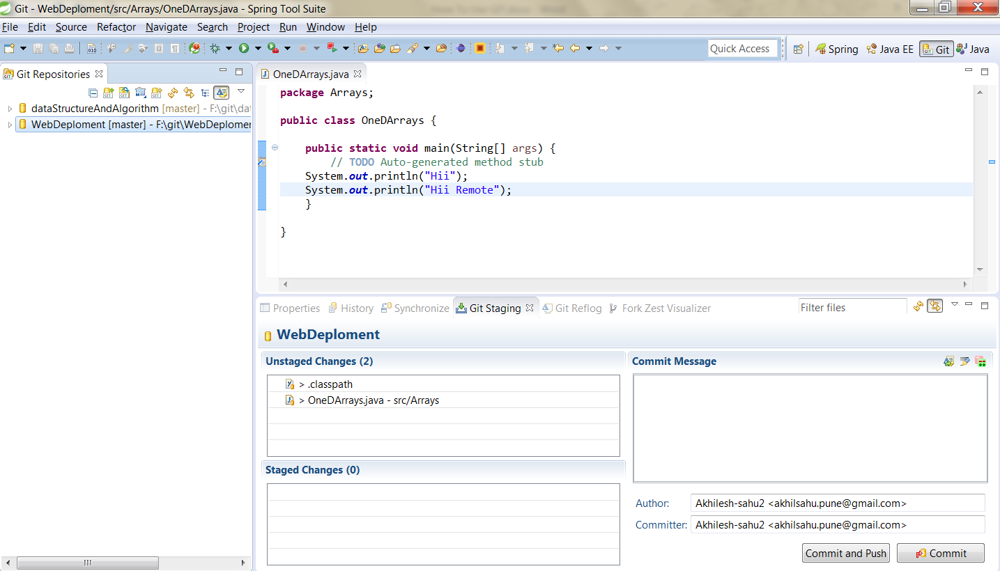 Git - WebDeploment/src/Arrays/OneDArrays.java - Spring Tool Suite
File Edit Source Refactor Navigate Search Project Run Window Help
Quick Access Spring Java EE Git Java
Git Repositories
dataStructureAndAlgorithm [master] - F:\git\dat
WebDeploment [master] - F:\git\WebDeplomen
OneDArrays.java
package Arrays;
public class OneDArrays {
public static void main(String[] args) {
// TODO Auto-generated method stub
System.out.println("Hii");
System.out.println("Hii Remote");
}
}
Properties History Synchronize Git Staging Git Reflog Fork Zest Visualizer Filter files
WebDeploment
Unstaged Changes (2)
> .classpath
> OneDArrays.java - src/Arrays
Staged Changes (0)
Commit Message
Author: Akhilesh-sahu2 <akhilsahu.pune@gmail.com>
Committer: Akhilesh-sahu2 <akhilsahu.pune@gmail.com>
Commit and Push Commit